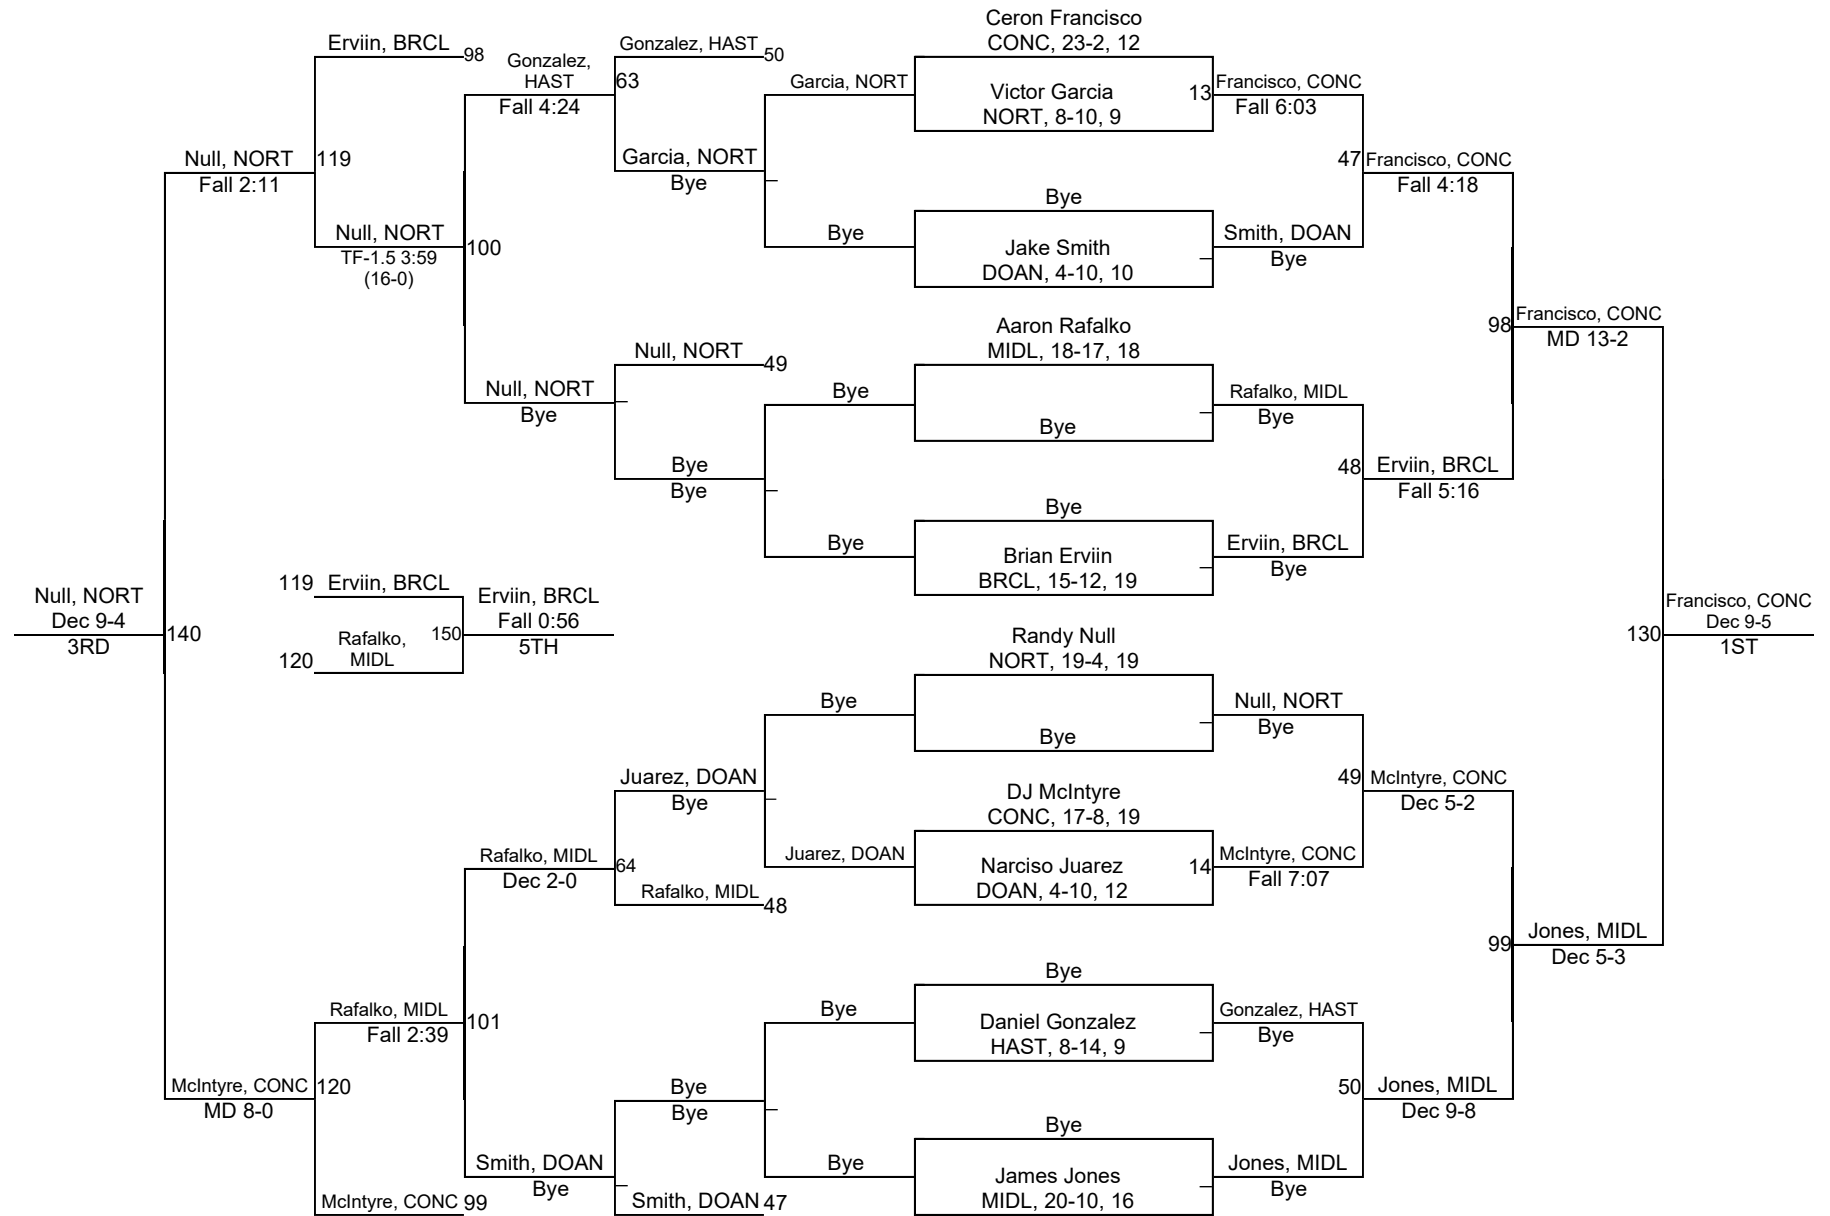 Ceron Francisco
CONC, 23-2, 12
Victor Garcia
NORT, 8-10, 9
13
Bye
Jake Smith
DOAN, 4-10, 10
Aaron Rafalko
MIDL, 18-17, 18
Bye
Bye
Brian Erviin
BRCL, 15-12, 19
Randy Null
NORT, 19-4, 19
Bye
DJ McIntyre
CONC, 17-8, 19
Narciso Juarez
DOAN, 4-10, 12
14
Bye
Daniel Gonzalez
HAST, 8-14, 9
Bye
James Jones
MIDL, 20-10, 16
Francisco, CONC
Fall 6:03
Smith, DOAN
Bye
Rafalko, MIDL
Bye
Erviin, BRCL
Bye
Null, NORT
Bye
McIntyre, CONC
Fall 7:07
Gonzalez, HAST
Bye
Jones, MIDL
Bye
47
Francisco, CONC
Fall 4:18
48
Erviin, BRCL
Fall 5:16
49
McIntyre, CONC
Dec 5-2
50
Jones, MIDL
Dec 9-8
98
Francisco, CONC
MD 13-2
99
Jones, MIDL
Dec 5-3
130
Francisco, CONC
Dec 9-5
1ST
Garcia, NORT
Bye
Bye
Bye
Bye
Juarez, DOAN
Bye
Bye
Gonzalez, HAST
50
Garcia, NORT
Bye
Null, NORT
49
Bye
Bye
Juarez, DOAN
Bye
Rafalko, MIDL
48
Bye
Bye
Smith, DOAN
47
Gonzalez,
HAST
63
Fall 4:24
Null, NORT
Bye
Rafalko, MIDL
64
Dec 2-0
Smith, DOAN
Bye
Erviin, BRCL
98
Null, NORT
100
TF-1.5 3:59
(16-0)
Rafalko, MIDL
101
Fall 2:39
McIntyre, CONC
99
Null, NORT
119
Fall 2:11
McIntyre, CONC
120
MD 8-0
Null, NORT
Dec 9-4
140
3RD
119
Erviin, BRCL
120
Rafalko,
MIDL
150
Erviin, BRCL
Fall 0:56
5TH